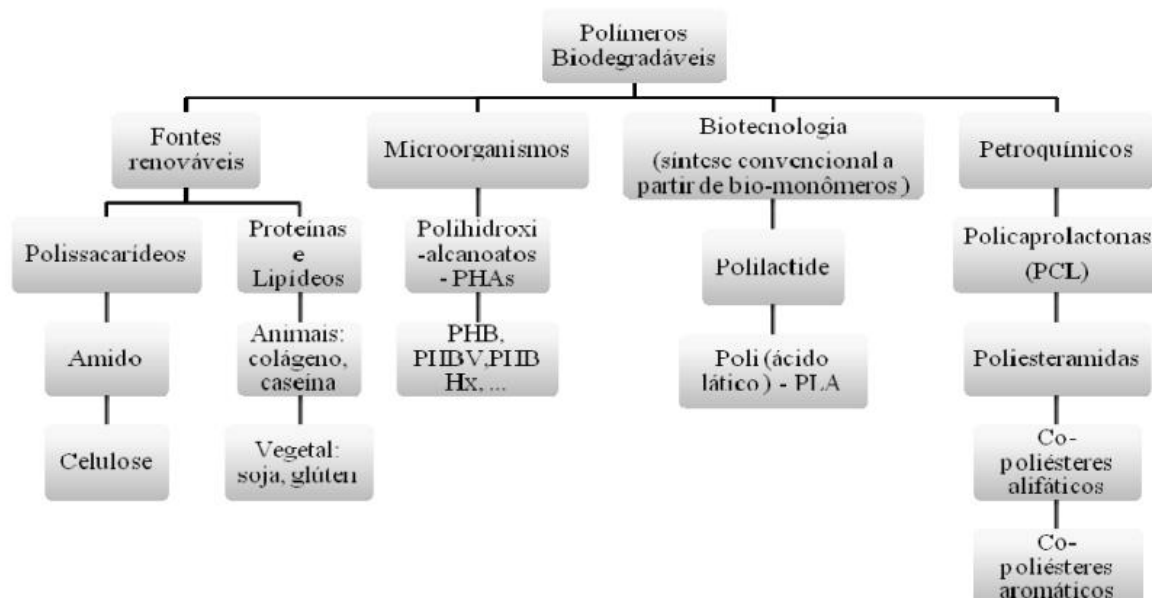 Polímeros
Biodegradáveis
Fontes
renováveis
Microorganismos
Biotecnologia
(síntese convencional a
partir de bio-monômeros )
Petroquímicos
Polissacarídeos
Proteínas
e
Lipídeos
Polihidroxi
-alcanoatos
- PHAs
Polilactide
Policaprolactonas
(PCL)
Amido
Animais:
colágeno,
caseína
PHB,
PHBV,PHB
Hx, ...
Poli (ácido
lático ) - PLA
Poliesteramidas
Celulose
Vegetal:
soja, glúten
Co-
poliésteres
alifáticos
Co-
poliésteres
aromáticos